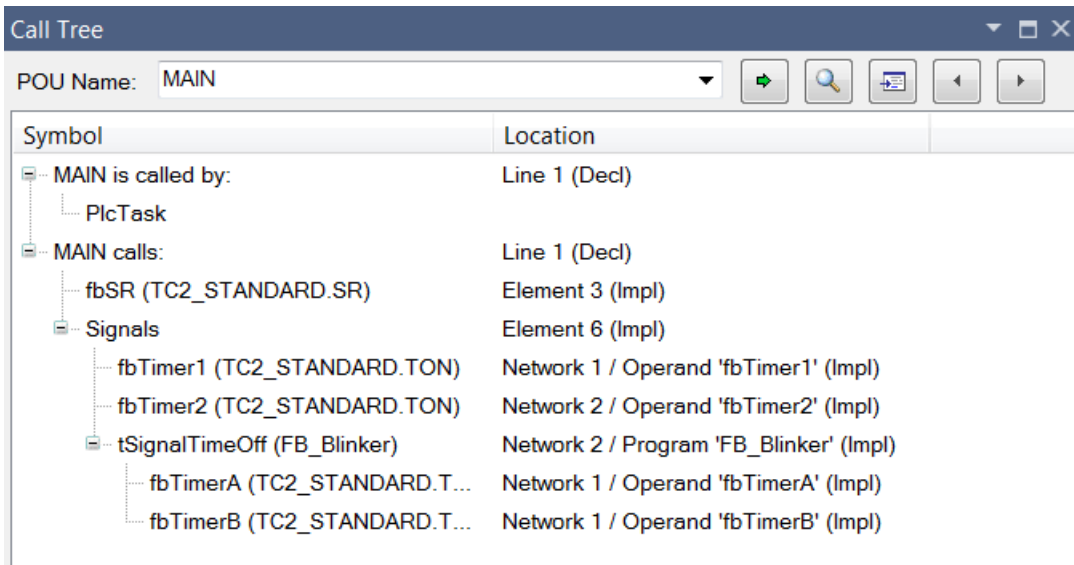 Call Tree
POU Name: MAIN
Symbol Location
MAIN is called by: Line 1 (Decl)
PlcTask
MAIN calls: Line 1 (Decl)
fbSR (TC2_STANDARD.SR) Element 3 (Impl)
Signals Element 6 (Impl)
fbTimer1 (TC2_STANDARD.TON) Network 1 / Operand 'fbTimer1' (Impl)
fbTimer2 (TC2_STANDARD.TON) Network 2 / Operand 'fbTimer2' (Impl)
tSignalTimeOff (FB_Blinker) Network 2 / Program 'FB_Blinker' (Impl)
fbTimerA (TC2_STANDARD.T... Network 1 / Operand 'fbTimerA' (Impl)
fbTimerB (TC2_STANDARD.T... Network 1 / Operand 'fbTimerB' (Impl)